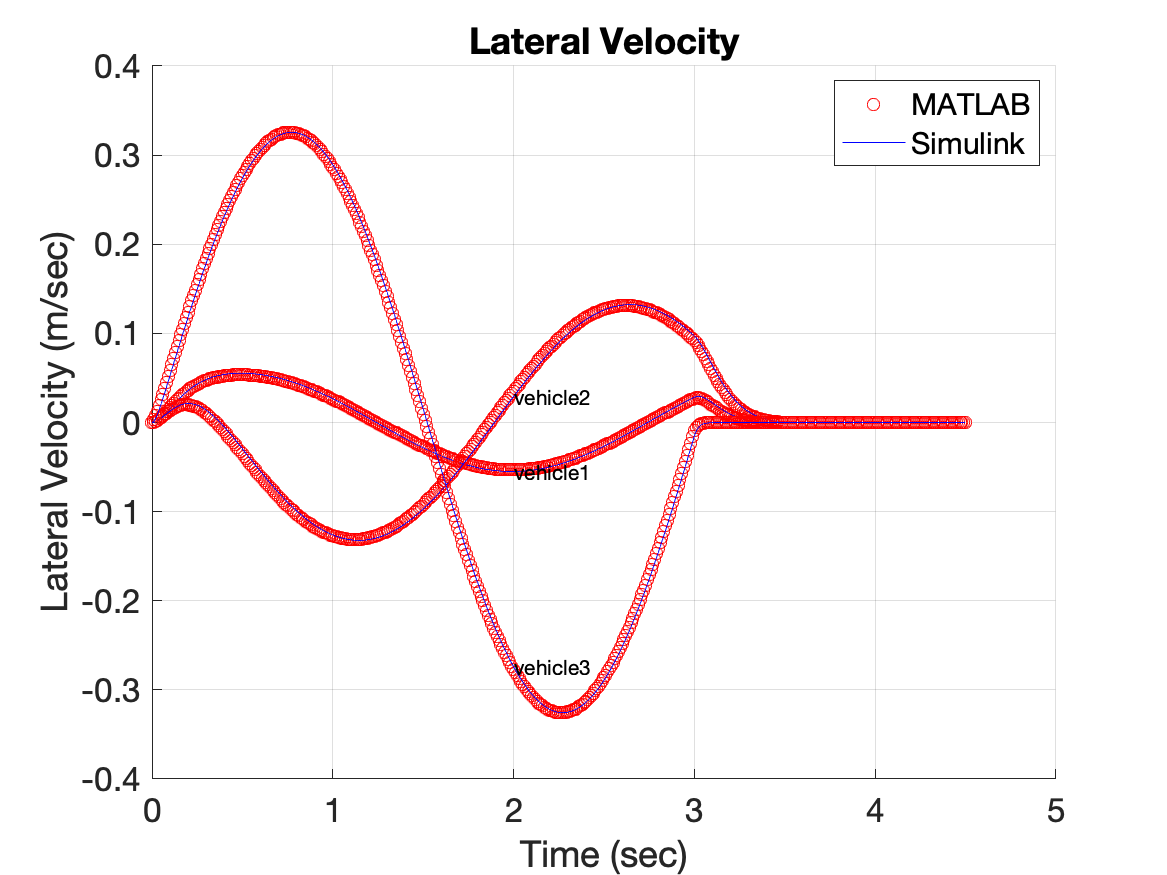 Lateral Velocity
MATLAB
Simulink
Lateral Velocity (m/sec)
0.4
0.3
0.2
0.1
0
-0.1
-0.2
-0.3
-0.4
vehicle2
vehicle1
vehicle3
0 1 2 3 4 5
Time (sec)